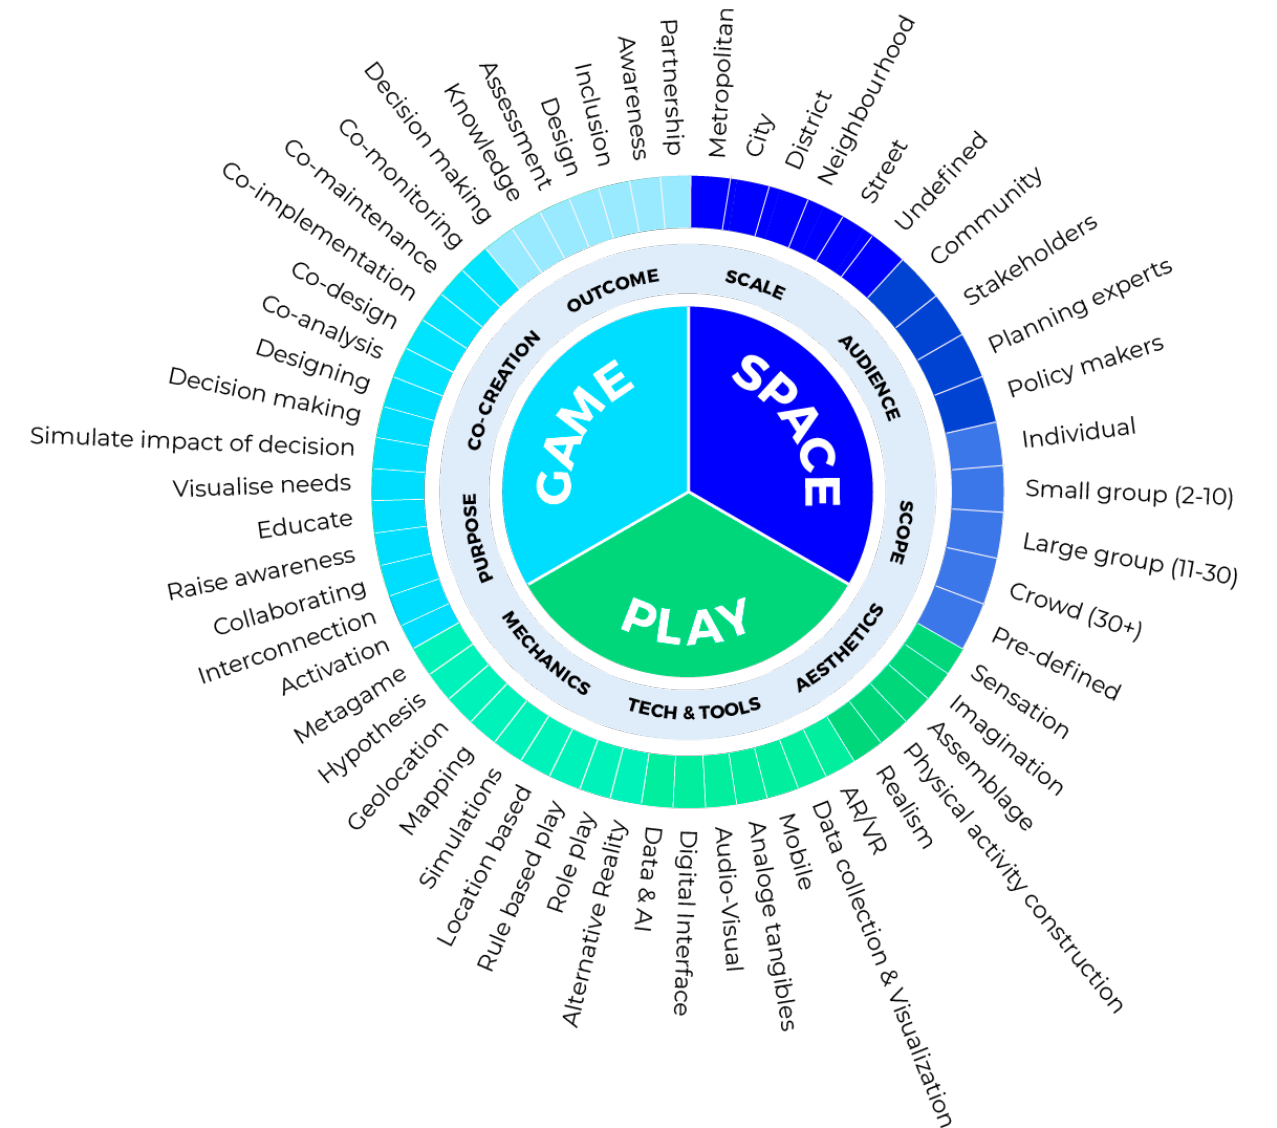 SPACE
PLAY
GAME
SCALE
AUDIENCE
SCOPE
AESTHETICS
TECH & TOOLS
MECHANICS
PURPOSE
CO-CREATION
OUTCOME
Metropolitan
City
District
Neighbourhood
Street
Undefined
Community
Stakeholders
Planning experts
Policy makers
Individual
Small group (2-10)
Large group (11-30)
Crowd (30+)
Pre-defined
Sensation
Imagination
Assemblage
Physical activity construction
Realism
AR/VR
Data collection & Visualization
Mobile
Analoge tangibles
Audio-Visual
Digital Interface
Data & AI
Alternative Reality
Role play
Rule based play
Location based
Simulations
Mapping
Geolocation
Hypothesis
Metagame
Activation
Interconnection
Collaborating
Raise awareness
Educate
Visualise needs
Simulate impact of decision
Decision making
Designing
Co-analysis
Co-design
Co-implementation
Co-maintenance
Co-monitoring
Decision making
Knowledge
Assessment
Design
Inclusion
Awareness
Partnership